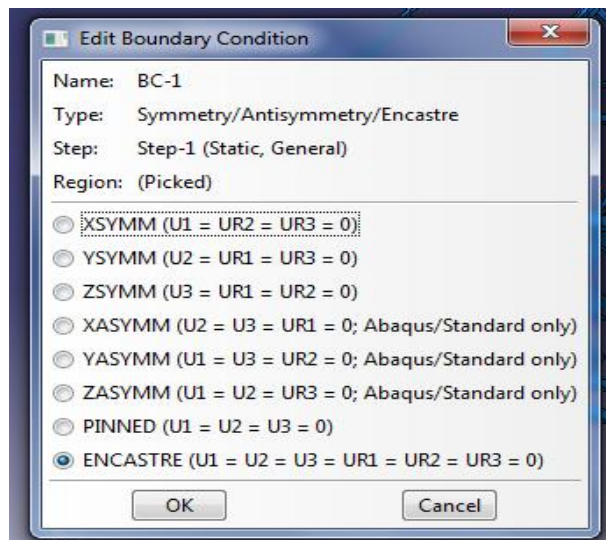 Edit Boundary Condition
Name: BC-1
Type: Symmetry/Antisymmetry/Encastre
Step: Step-1 (Static, General)
Region: (Picked)
XSYMM (U1 = UR2 = UR3 = 0)
YSYMM (U2 = UR1 = UR3 = 0)
ZSYMM (U3 = UR1 = UR2 = 0)
XASYMM (U2 = U3 = UR1 = 0; Abaqus/Standard only)
YASYMM (U1 = U3 = UR2 = 0; Abaqus/Standard only)
ZASYMM (U1 = U2 = UR3 = 0; Abaqus/Standard only)
PINNED (U1 = U2 = U3 = 0)
ENCASTRE (U1 = U2 = U3 = UR1 = UR2 = UR3 = 0)
OK Cancel